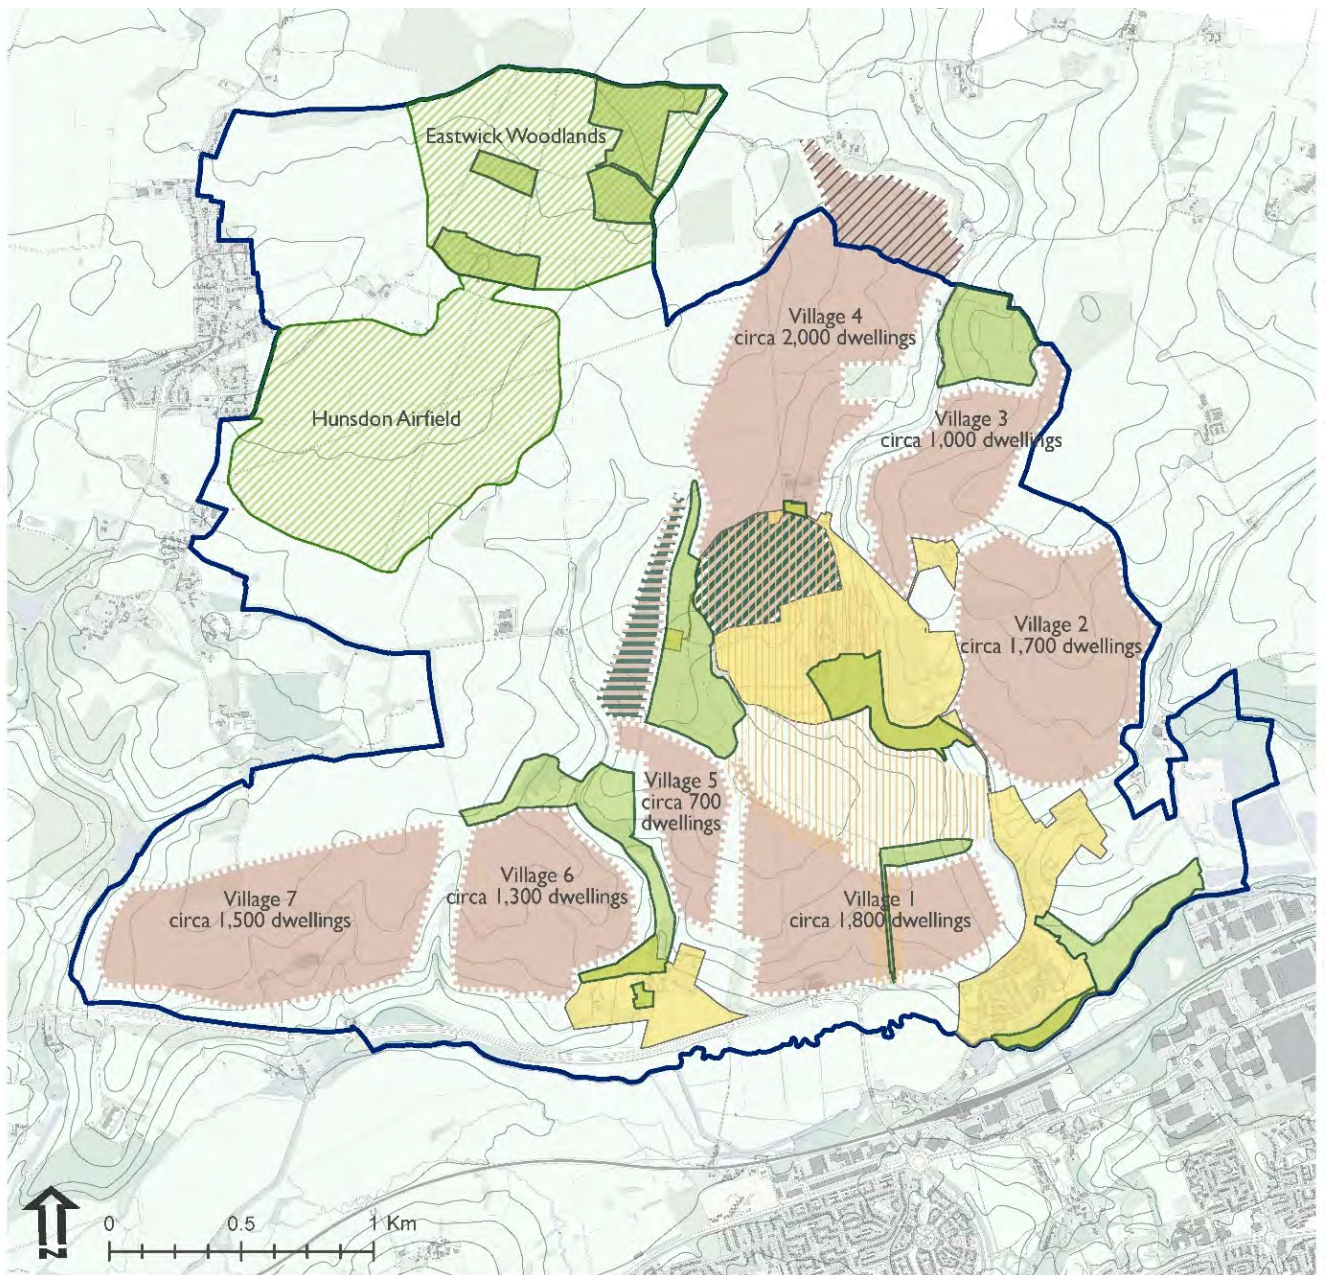 Eastwick Woodlands
Village 4
circa 2,000 dwellings
Hunsdon Airfield
Village 3
circa 1,000 dwellings
Village 2
circa 1,700 dwellings
Village 5
circa 700
dwellings
Village 6
circa 1,300 dwellings
Village 7
circa 1,500 dwellings
Village 1
circa 1,800 dwellings
N
0 0.5 1 Km